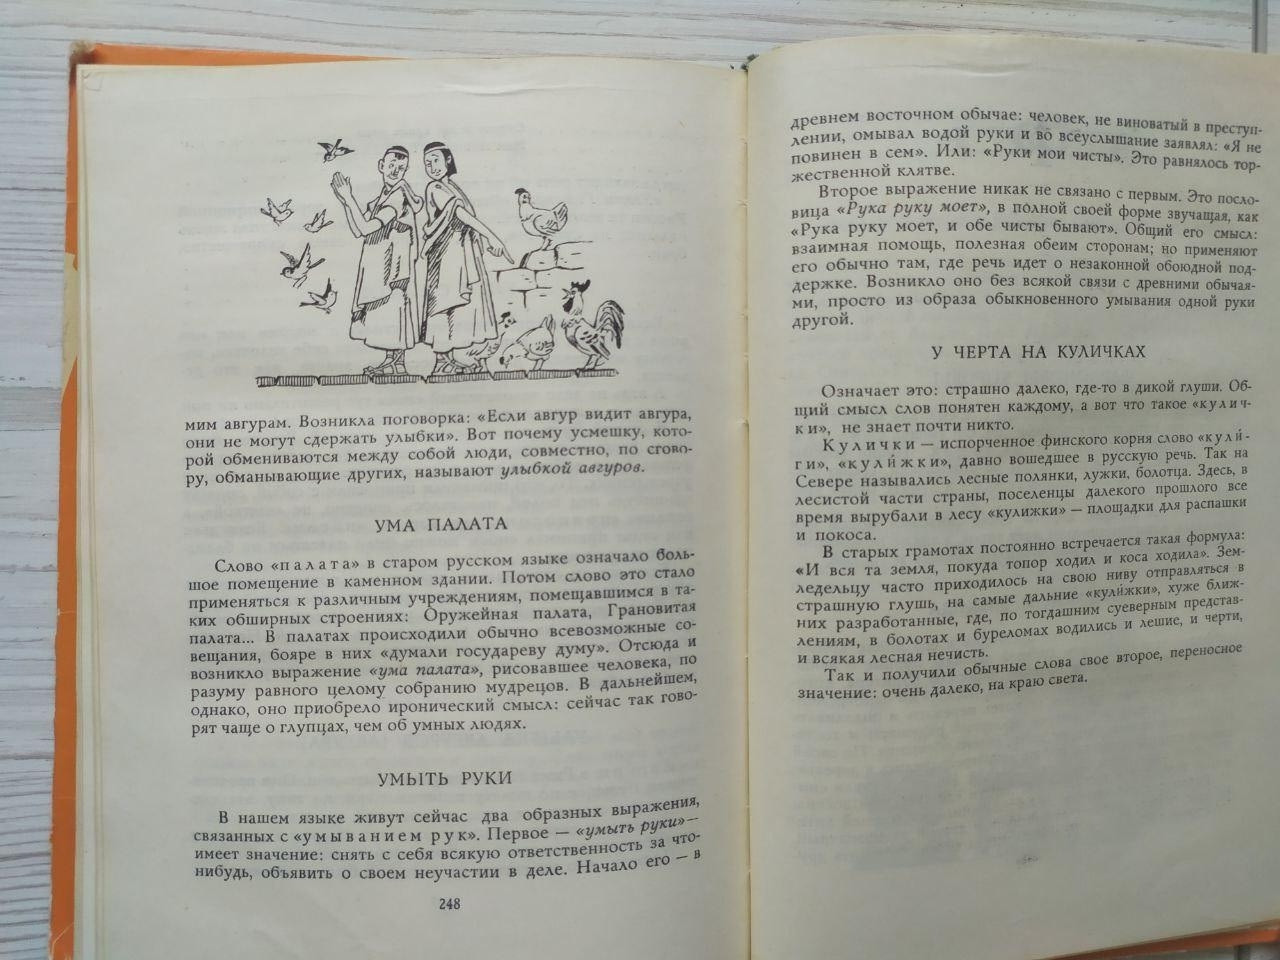 мим авгурам. Возникла поговорка: «Если авгур видит авгура,
они не могут сдержать улыбки». Вот почему усмешку, кото-
рой обмениваются между собой люди, совместно, по сгово-
ру, обманывающие других, называют улыбкой авгуров.
УМА ПАЛАТА
Слово «палата» в старом русском языке означало боль-
шое помещение в каменном здании. Потом слово это стало
применяться к различным учреждениям, помещавшимся в та-
ких обширных строениях: Оружейная палата, Грановитая
палата... В палатах происходили обычно всевозможные со-
вещания, бояре в них «думали государеву думу». Отсюда и
возникло выражение «ума палата», рисовавшее человека, по
разуму равного целому собранию мудрецов. В дальнейшем,
однако, оно приобрело иронический смысл: сейчас так гово-
рят чаще о глупцах, чем об умных людях.
УМЫТЬ РУКИ
В нашем языке живут сейчас два образных выражения,
связанных с «умыванием рук». Первое — «умыть руки» —
имеет значение: снять с себя всякую ответственность за что-
нибудь, объявить о своем неучастии в деле. Начало его — в
248
древнем восточном обычае: человек, не виноватый в преступ-
лении, омывал водой руки и во всеуслышание заявлял: «Я не
повинен в сем». Или: «Руки мои чисты». Это равнялось тор-
жественной клятве.
Второе выражение никак не связано с первым. Это посло-
вица «Рука руку моет», в полной своей форме звучащая, как
«Рука руку моет, и обе чисты бывают». Общий его смысл:
взаимная помощь, полезная обеим сторонам; но применяют
его обычно там, где речь идет о незаконной обоюдной под-
держке. Возникло оно без всякой связи с древними обычая-
ми, просто из образа обыкновенного умывания одной руки
другой.
У ЧЕРТА НА КУЛИЧКАХ
Означает это: страшно далеко, где-то в дикой глуши. Об-
щий смысл слов понятен каждому, а вот что такое «кулич-
ки», не знает почти никто.
Кулички — испорченное финского корня слово «кули́-
ги», «кули́жки», давно вошедшее в русскую речь. Так на
Севере назывались лесные полянки, лужки, болотца. Здесь, в
лесистой части страны, поселенцы далекого прошлого все
время вырубали в лесу «кулижки» — площадки для распашки
и покоса.
В старых грамотах постоянно встречается такая формула:
«И вся та земля, покуда топор ходил и коса ходила». Зем-
ледельцу часто приходилось на свою ниву отправляться в
страшную глушь, на самые дальние «кули́жки», хуже ближ-
них разработанные, где, по тогдашним суеверным представ-
лениям, в болотах и буреломах водились и лешие, и черти,
и всякая лесная нечисть.
Так и получили обычные слова свое второе, переносное
значение: очень далеко, на краю света.